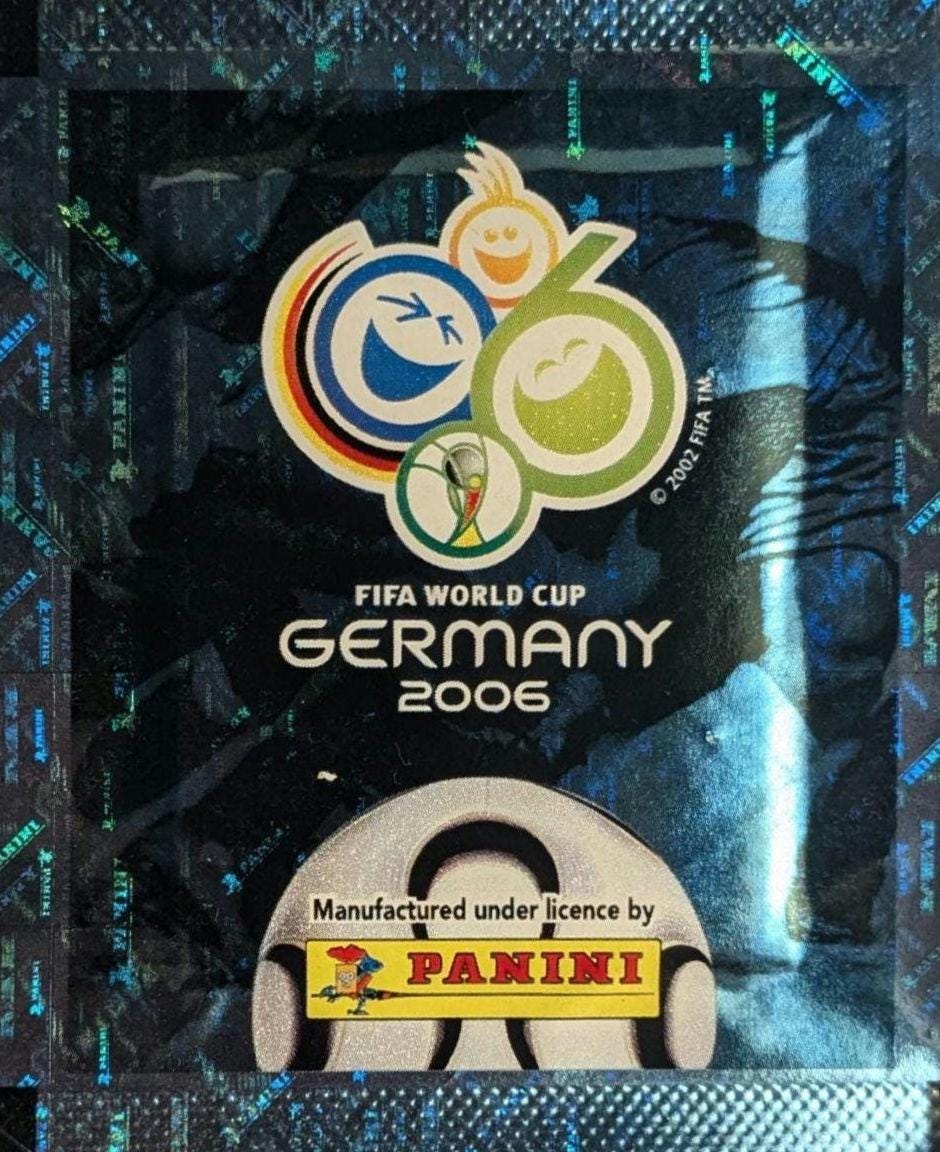 © 2002 FIFA TM
FIFA WORLD CUP
GERMANY
2006
Manufactured under licence by
PANINI